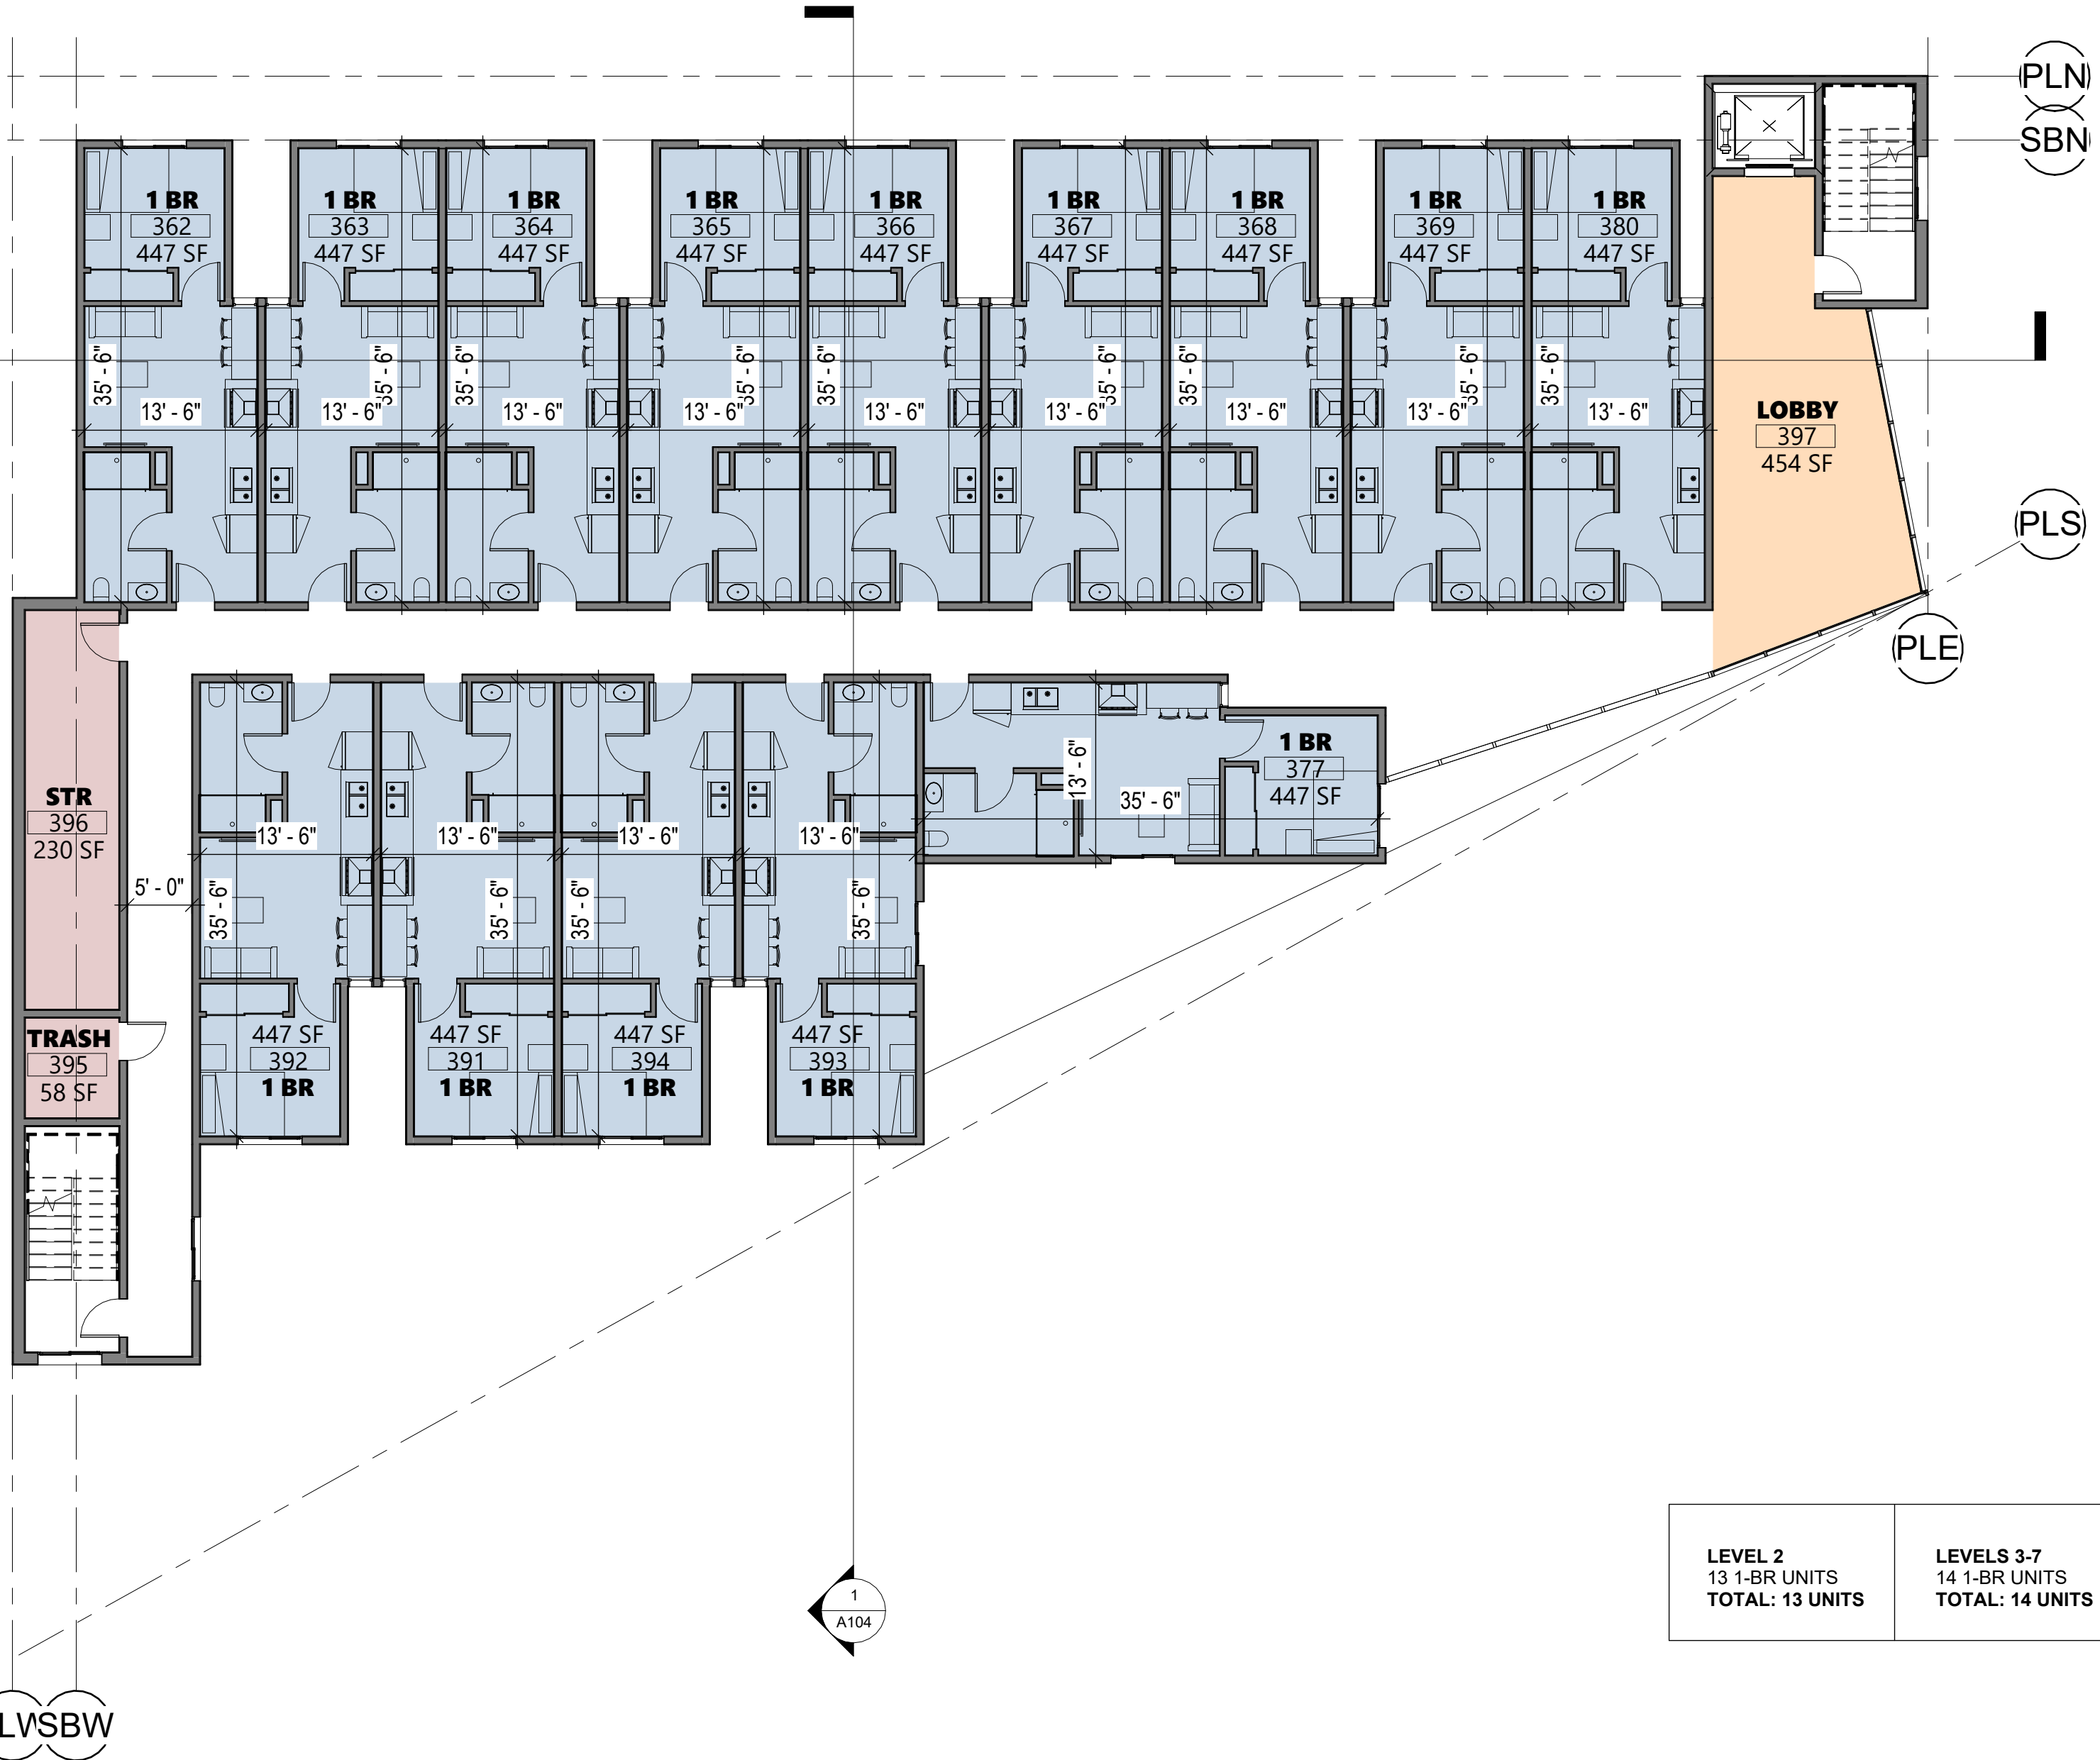 PLN
SBN
1 BR
362
447 SF
1 BR
363
447 SF
1 BR
364
447 SF
1 BR
365
447 SF
1 BR
366
447 SF
1 BR
367
447 SF
1 BR
368
447 SF
1 BR
369
447 SF
1 BR
380
447 SF
35' - 6"
35' - 6"
35' - 6"
35' - 6"
35' - 6"
35' - 6"
35' - 6"
35' - 6"
35' - 6"
13' - 6"
13' - 6"
13' - 6"
13' - 6"
13' - 6"
13' - 6"
13' - 6"
13' - 6"
13' - 6"
LOBBY
397
454 SF
PLS
PLE
1 BR
377
447 SF
13' - 6"
35' - 6"
STR
396
230 SF
5' - 0"
13' - 6"
13' - 6"
13' - 6"
13' - 6"
35' - 6"
35' - 6"
35' - 6"
35' - 6"
TRASH
395
58 SF
447 SF
392
1 BR
447 SF
391
1 BR
447 SF
394
1 BR
447 SF
393
1 BR
1
A104
LEVEL 2
13 1-BR UNITS
TOTAL: 13 UNITS
LEVELS 3-7
14 1-BR UNITS
TOTAL: 14 UNITS
SBW